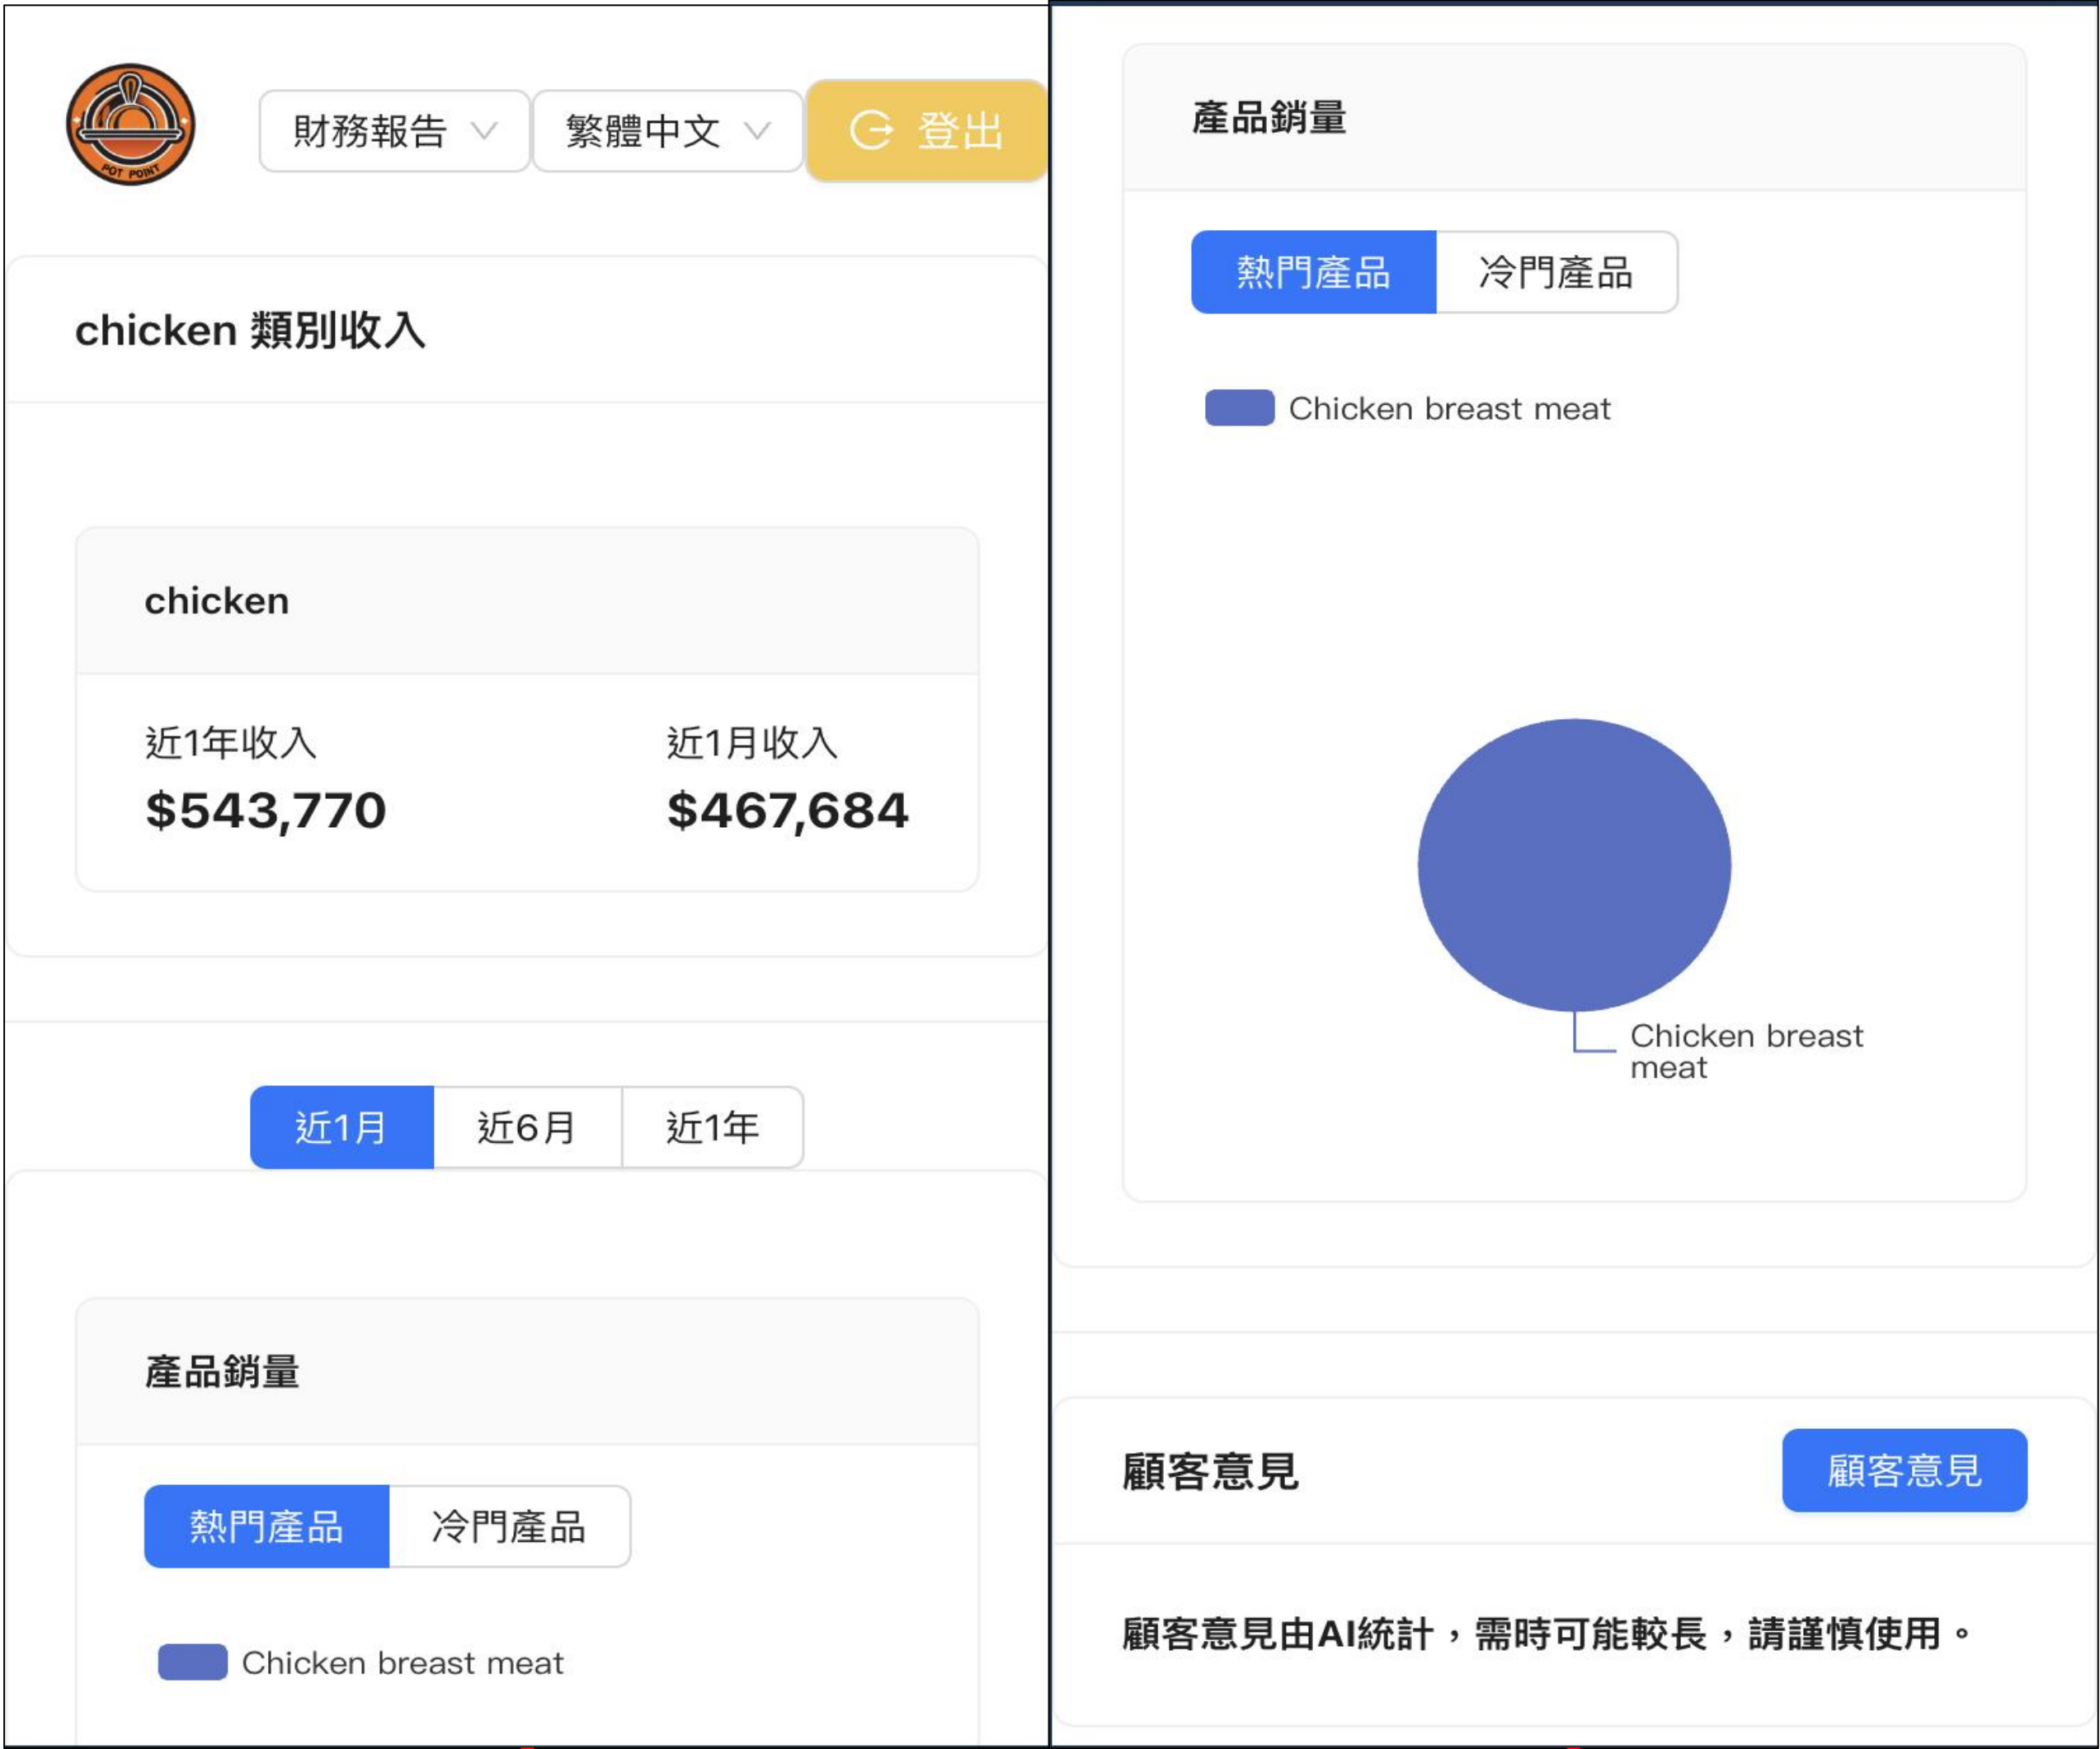 POT POINT
財務報告
繁體中文
登出
chicken 類別收入
chicken
近1年收入
近1月收入
$543,770
$467,684
近1月
近6月
近1年
產品銷量
熱門產品
冷門產品
Chicken breast meat
產品銷量
熱門產品
冷門產品
Chicken breast meat
Chicken breast
meat
顧客意見
顧客意見
顧客意見由AI統計，需時可能較長，請謹慎使用。